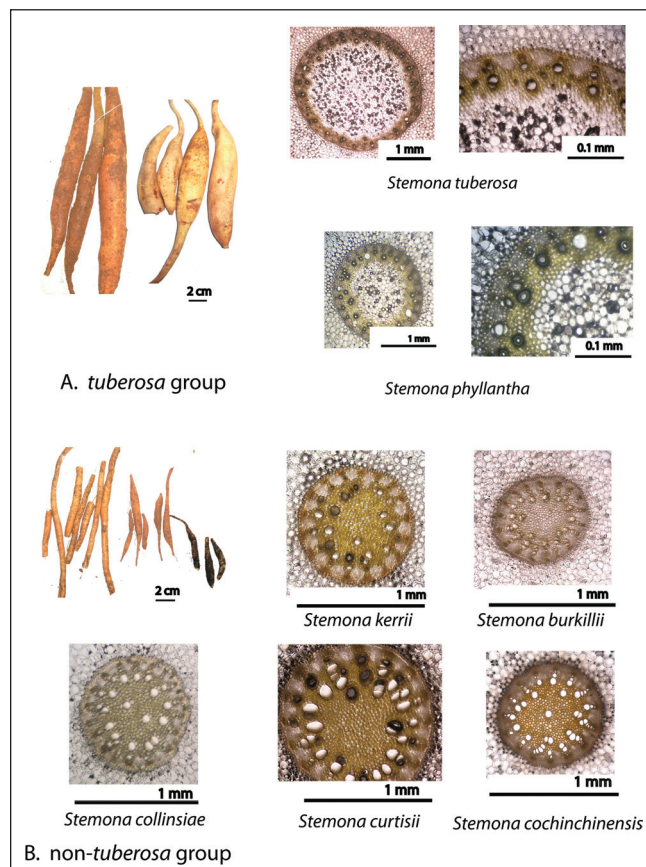 1 mm
0.1 mm
Stemona tuberosa
2 cm
1 mm
0.1 mm
A. tuberosa group
Stemona phyllantha
2 cm
1 mm
1 mm
Stemona kerrii
Stemona burkillii
1 mm
1 mm
1 mm
Stemona collinsiae
Stemona curtisii
Stemona cochinchinensis
B. non-tuberosa group